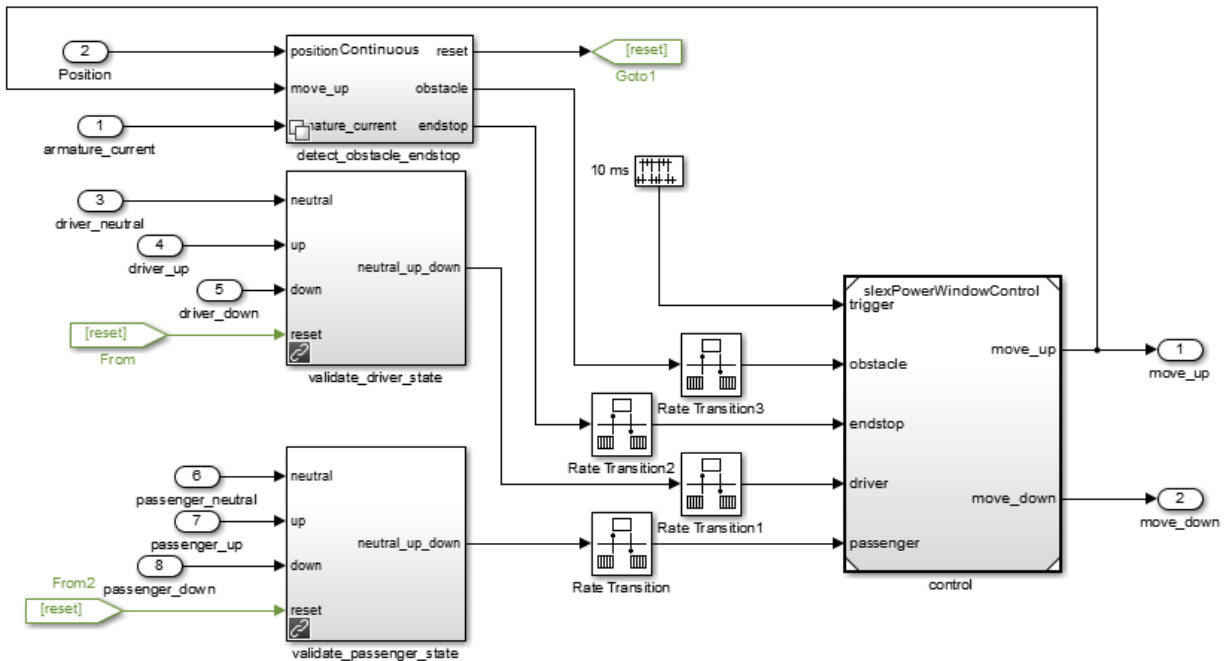 2
Position
1
armature_current
position
Continuous
reset
move_up
obstacle
mature_current
endstop
detect_obstacle_endstop
[reset]
Goto1
3
driver_neutral
4
driver_up
5
driver_down
[reset]
From
neutral
up
neutral_up_down
down
reset
validate_driver_state
10 ms
6
passenger_neutral
7
passenger_up
8
passenger_down
From2
[reset]
neutral
up
neutral_up_down
down
reset
validate_passenger_state
Rate Transition3
Rate Transition2
Rate Transition1
Rate Transition
slexPowerWindowControl
trigger
move_up
obstacle
endstop
driver
move_down
passenger
control
1
move_up
2
move_down